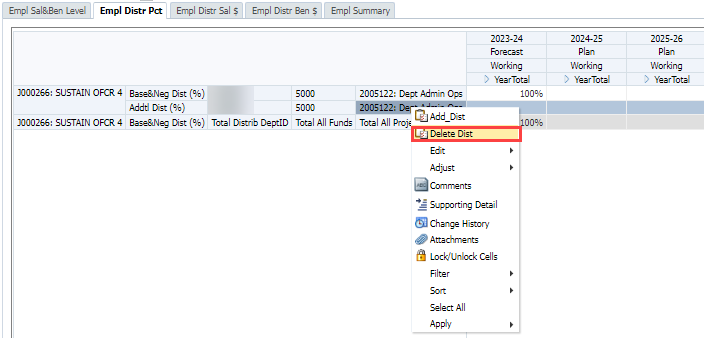 Empl Sal&Ben Level Empl Distr Pct Empl Distr Sal $ Empl Distr Ben $ Empl Summary
2023-24 2024-25 2025-26
Forecast Plan Plan
Working Working Working
YearTotal YearTotal YearTotal
J000266: SUSTAIN OFCR 4 Base&Neg Dist (%) 5000 2005122: Dept Admin Ops 100%
Addtl Dist (%) 5000 2005122: Dept Admin Ops
J000266: SUSTAIN OFCR 4 Base&Neg Dist (%) Total Distrib DeptID Total All Funds Total All 100%
Add_Dist
Delete Dist
Edit
Adjust
Comments
Supporting Detail
Change History
Attachments
Lock/Unlock Cells
Filter
Sort
Select All
Apply